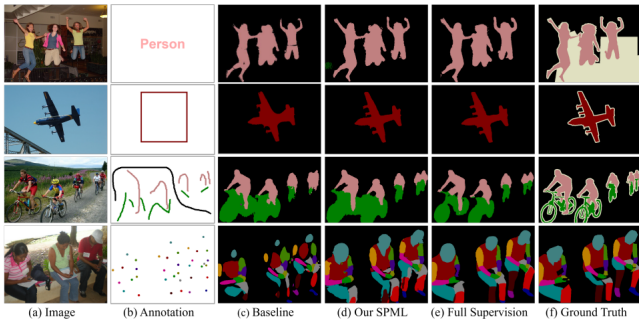 Person
(a) Image (b) Annotation (c) Baseline (d) Our SPML (e) Full Supervision (f) Ground Truth